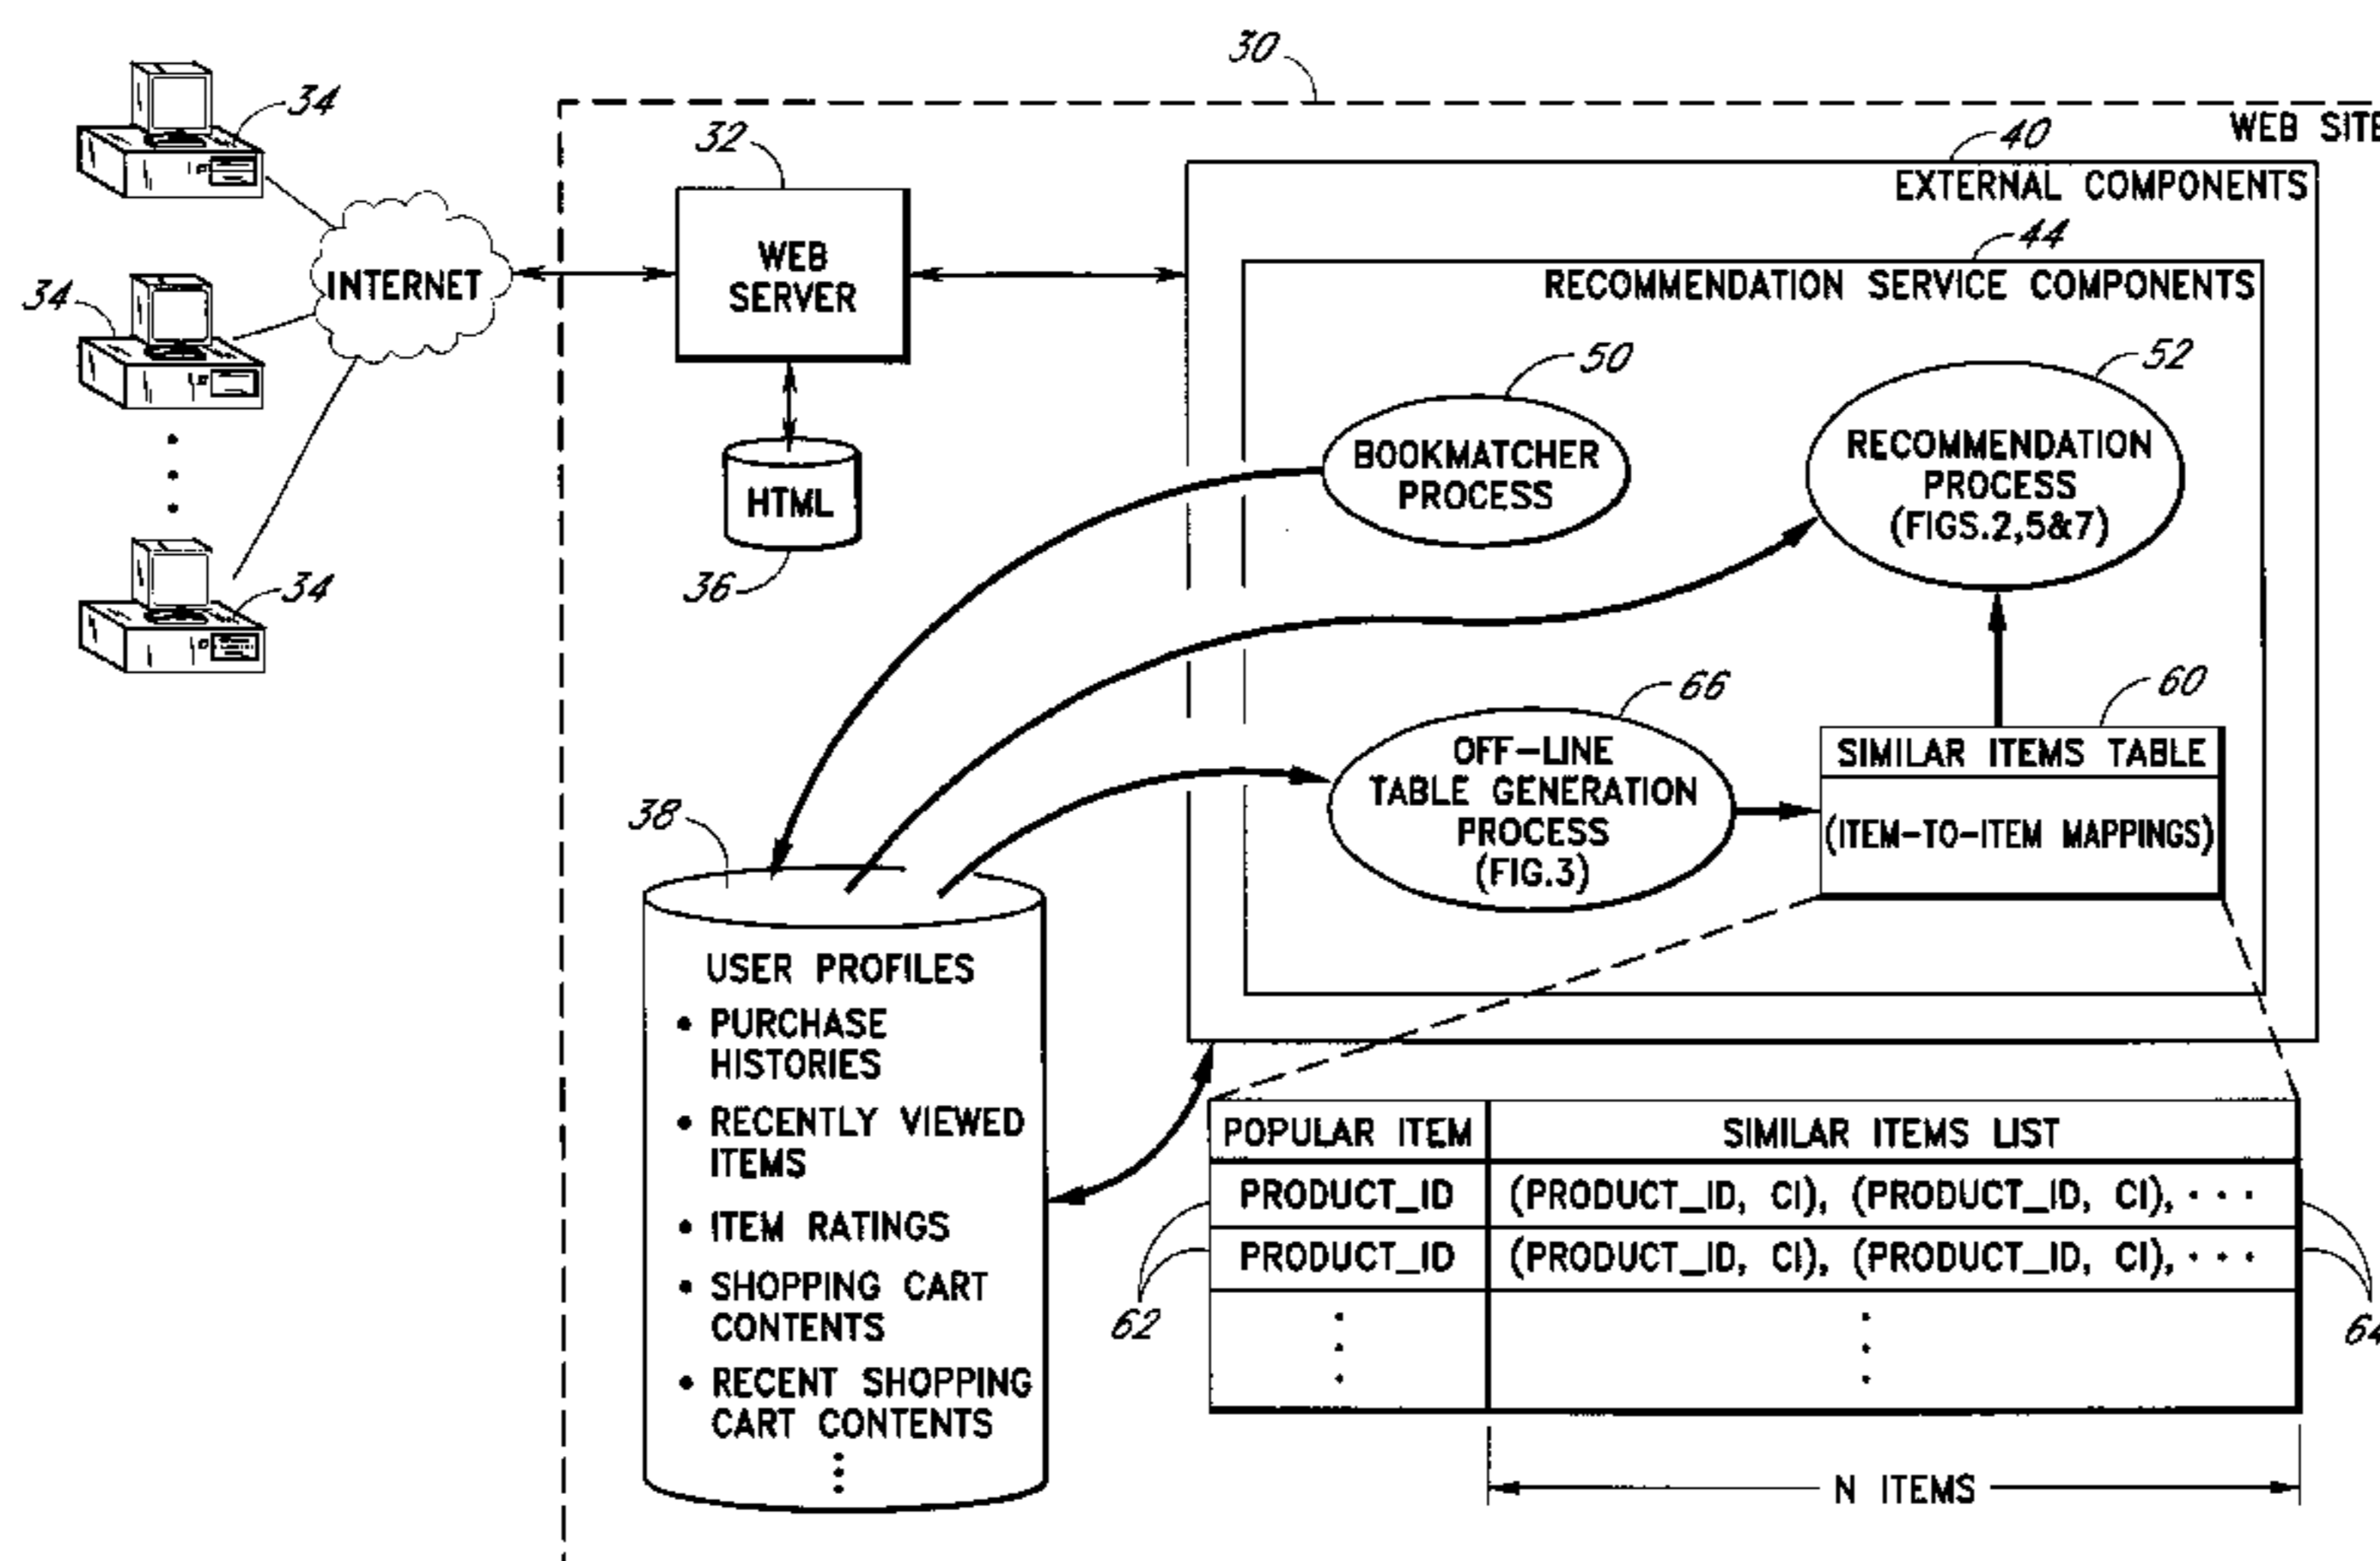 30
WEB SITE
34
32
40
EXTERNAL COMPONENTS
44
RECOMMENDATION SERVICE COMPONENTS
INTERNET
WEB
SERVER
34
50
52
BOOKMATCHER
PROCESS
RECOMMENDATION
PROCESS
(FIGS.2,5&7)
HTML
36
34
66
60
OFF-LINE
TABLE GENERATION
PROCESS
(FIG.3)
SIMILAR ITEMS TABLE
(ITEM-TO-ITEM MAPPINGS)
38
USER PROFILES
• PURCHASE
HISTORIES
• RECENTLY VIEWED
ITEMS
• ITEM RATINGS
• SHOPPING CART
CONTENTS
• RECENT SHOPPING
CART CONTENTS
POPULAR ITEM SIMILAR ITEMS LIST
PRODUCT_ID (PRODUCT_ID, CI), (PRODUCT_ID, CI), · · ·
PRODUCT_ID (PRODUCT_ID, CI), (PRODUCT_ID, CI), · · ·
62
64
N ITEMS